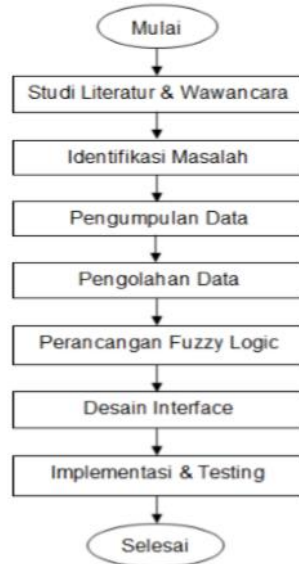 Mulai
Studi Literatur & Wawancara
Identifikasi Masalah
Pengumpulan Data
Pengolahan Data
Perancangan Fuzzy Logic
Desain Interface
Implementasi & Testing
Selesai